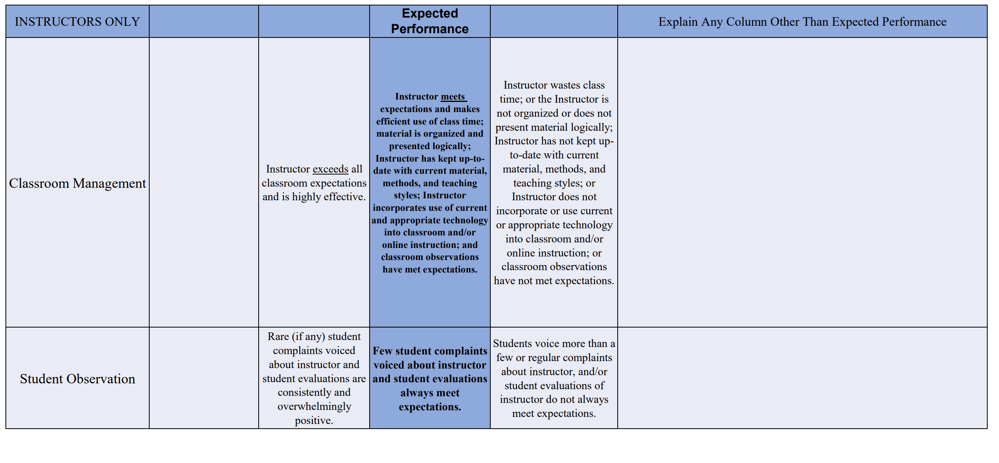 INSTRUCTORS ONLY
Expected
Performance
Explain Any Column Other Than Expected Performance
Classroom Management
Instructor exceeds all
classroom expectations
and is highly effective.
Instructor meets
expectations and makes
efficient use of class time;
material is organized and
presented logically;
Instructor has kept up-to-
date with current material,
methods, and teaching
styles; Instructor
incorporates use of current
and appropriate technology
into classroom and/or
online instruction; and
classroom observations
have met expectations.
Instructor wastes class
time; or the Instructor is
not organized or does not
present material logically;
Instructor has not kept up-
to-date with current
material, methods, and
teaching styles; or
Instructor does not
incorporate or use current
or appropriate technology
into classroom and/or
online instruction; or
classroom observations
have not met expectations.
Student Observation
Rare (if any) student
complaints voiced
about instructor and
student evaluations are
consistently and
overwhelmingly
positive.
Few student complaints
voiced about instructor
and student evaluations
always meet
expectations.
Students voice more than a
few or regular complaints
about instructor, and/or
student evaluations of
instructor do not always
meet expectations.